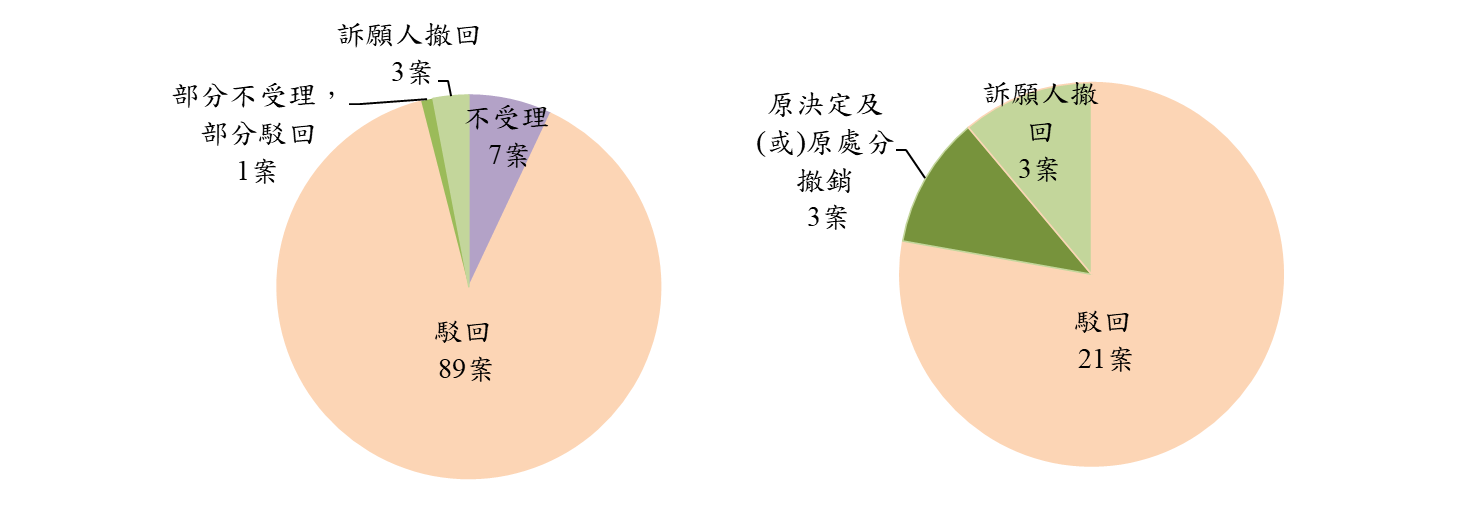 訴願人撤回
3案
部分不受理，
部分駁回
1案
不受理
7案
駁回
89案
原決定及
(或)原處分
撤銷
3案
訴願人撤
回
3案
駁回
21案